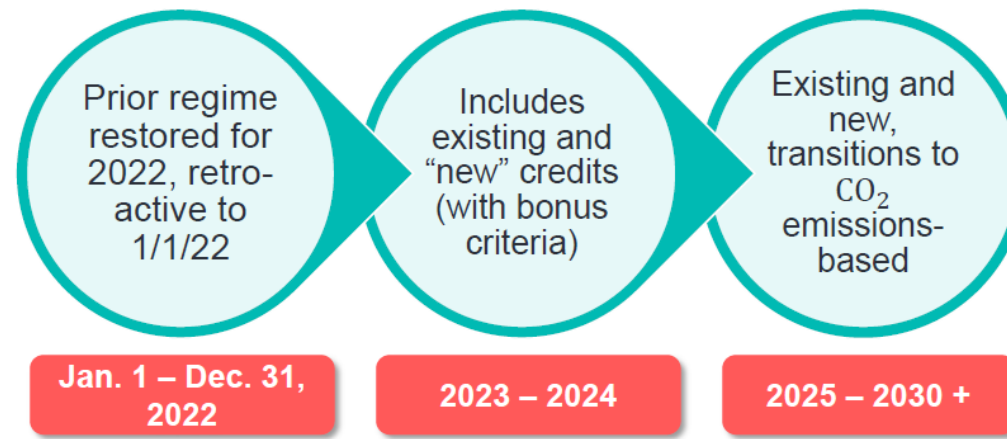 Prior regime
restored for
2022, retro-
active to
1/1/22
Includes
existing and
“new” credits
(with bonus
criteria)
Existing and
new,
transitions to
CO₂
emissions-
based
Jan. 1 – Dec. 31,
2022
2023 – 2024
2025 – 2030 +